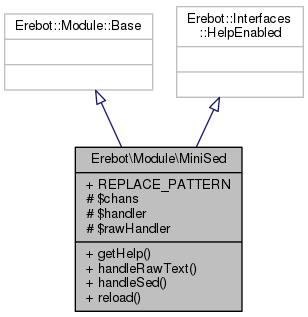 Erebot::Module::Base
Erebot::Interfaces
::HelpEnabled
Erebot\Module\MiniSed
+ REPLACE_PATTERN
# $chans
# $handler
# $rawHandler
+ getHelp()
+ handleRawText()
+ handleSed()
+ reload()